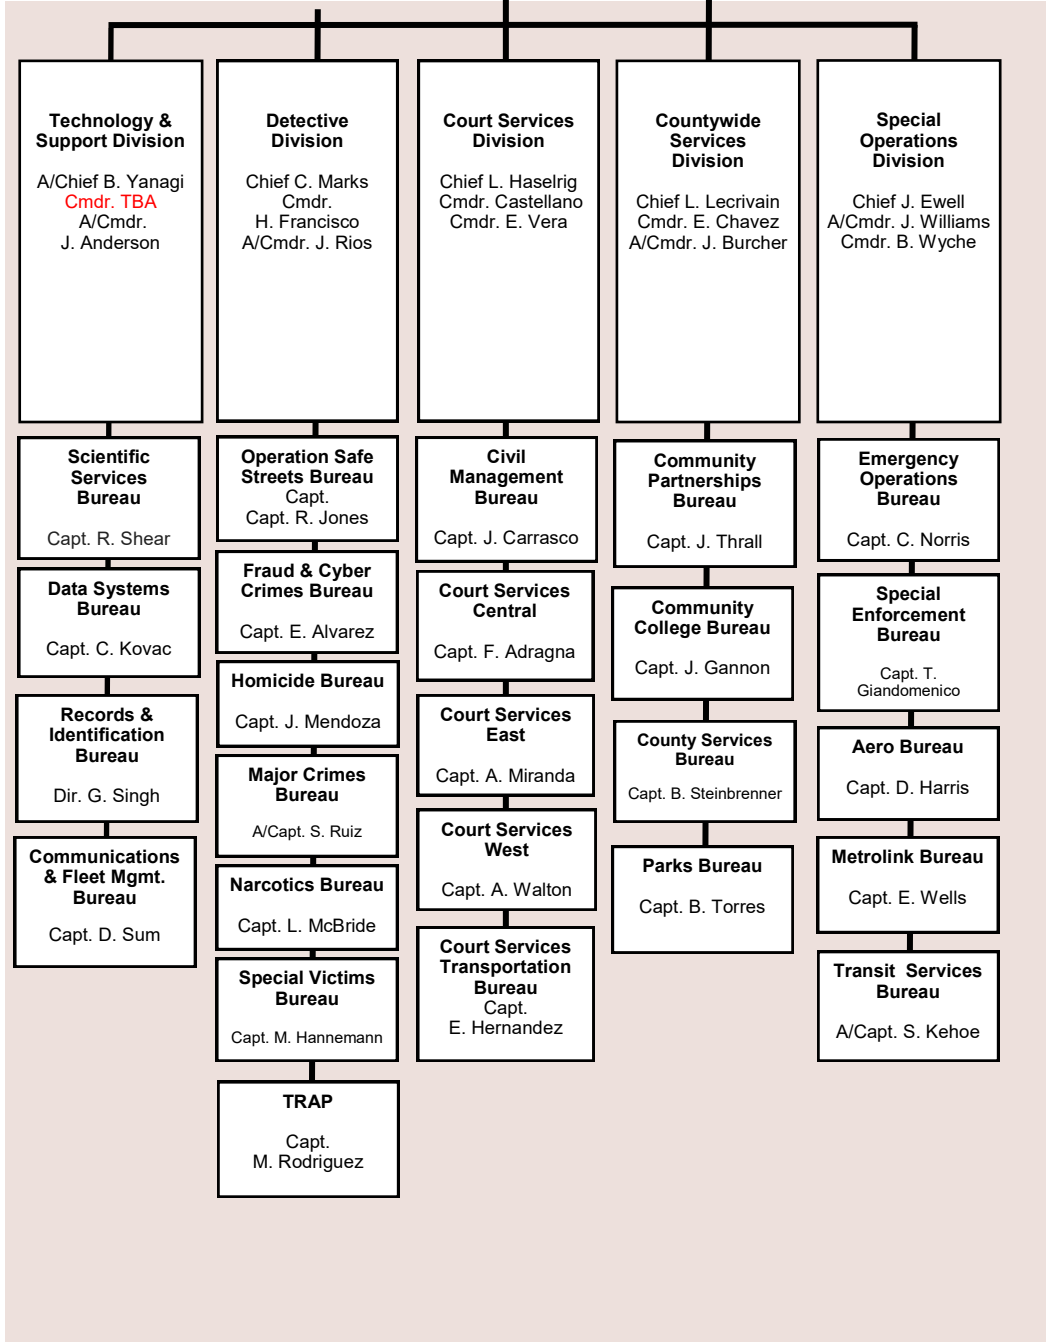 Technology &
Support Division
A/Chief B. Yanagi
Cmdr. TBA
A/Cmdr.
J. Anderson
Scientific
Services
Bureau
Capt. R. Shear
Data Systems
Bureau
Capt. C. Kovac
Records &
Identification
Bureau
Dir. G. Singh
Communications
& Fleet Mgmt.
Bureau
Capt. D. Sum
Detective
Division
Chief C. Marks
Cmdr.
H. Francisco
A/Cmdr. J. Rios
Operation Safe
Streets Bureau
Capt.
Capt. R. Jones
Fraud & Cyber
Crimes Bureau
Capt. E. Alvarez
Homicide Bureau
Capt. J. Mendoza
Major Crimes
Bureau
A/Capt. S. Ruiz
Narcotics Bureau
Capt. L. McBride
Special Victims
Bureau
Capt. M. Hannemann
TRAP
Capt.
M. Rodriguez
Court Services
Division
Chief L. Haselrig
Cmdr. Castellano
Cmdr. E. Vera
Civil
Management
Bureau
Capt. J. Carrasco
Court Services
Central
Capt. F. Adragna
Court Services
East
Capt. A. Miranda
Court Services
West
Capt. A. Walton
Court Services
Transportation
Bureau
Capt.
E. Hernandez
Countywide
Services
Division
Chief L. Lecrivain
Cmdr. E. Chavez
A/Cmdr. J. Burcher
Community
Partnerships
Bureau
Capt. J. Thrall
Community
College Bureau
Capt. J. Gannon
County Services
Bureau
Capt. B. Steinbrenner
Parks Bureau
Capt. B. Torres
Special
Operations
Division
Chief J. Ewell
A/Cmdr. J. Williams
Cmdr. B. Wyche
Emergency
Operations
Bureau
Capt. C. Norris
Special
Enforcement
Bureau
Capt. T.
Giandomenico
Aero Bureau
Capt. D. Harris
Metrolink Bureau
Capt. E. Wells
Transit Services
Bureau
A/Capt. S. Kehoe